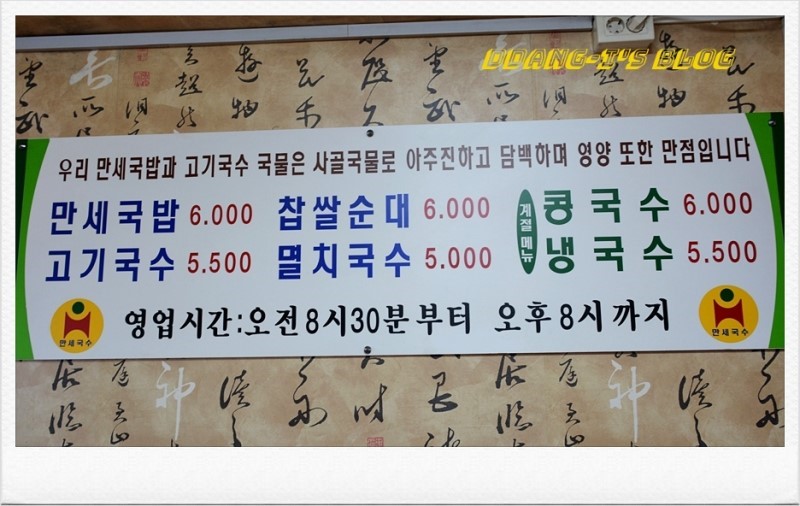 DDANG-I'S BLOG
우리 만세국밥과 고기국수 국물은 사골국물로 아주진하고 담백하며 영양 또한 만점입니다
만세국밥 6.000 찹쌀순대 6.000 계절메뉴 콩국수 6.000
고기국수 5.500 멸치국수 5.000 냉국수 5.500
영업시간:오전8시30분부터 오후8시까지
만세국수 만세국수